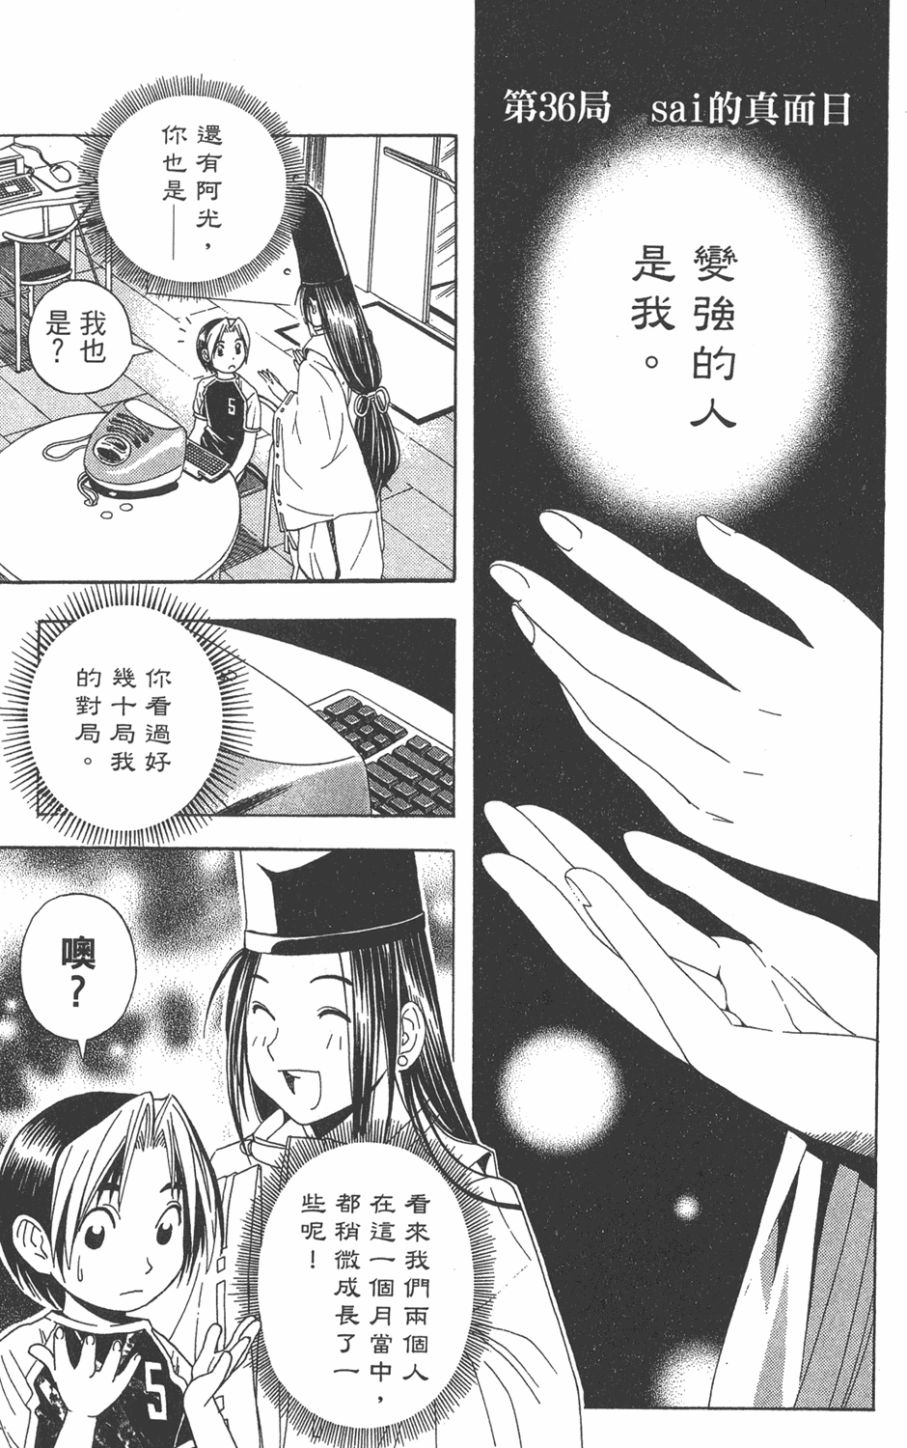 第36局　sai的真面目
變強的人
是我。
還有阿光，
你也是——
我也
是？
你看過好
幾十局我
的對局。
看來我們兩個人
在這一個月當中，
都稍微成長了一
些呢！
噢？
5
5